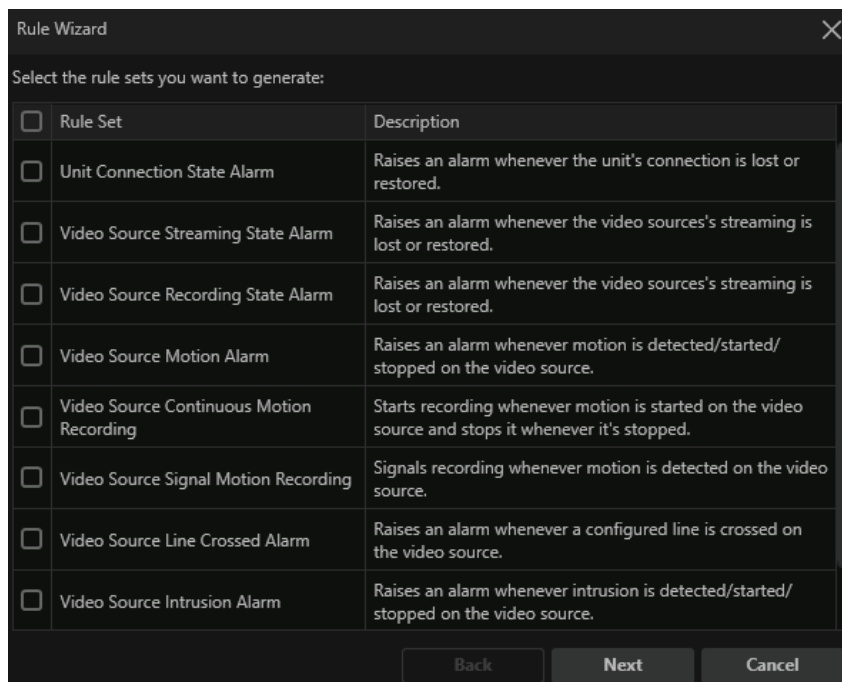 Rule Wizard
Select the rule sets you want to generate:
Rule Set Description
Unit Connection State Alarm
Raises an alarm whenever the unit's connection is lost or
restored.
Video Source Streaming State Alarm
Raises an alarm whenever the video sources's streaming is
lost or restored.
Video Source Recording State Alarm
Raises an alarm whenever the video sources's streaming is
lost or restored.
Video Source Motion Alarm
Raises an alarm whenever motion is detected/started/
stopped on the video source.
Video Source Continuous Motion
Recording
Starts recording whenever motion is started on the video
source and stops it whenever it's stopped.
Video Source Signal Motion Recording
Signals recording whenever motion is detected on the video
source.
Video Source Line Crossed Alarm
Raises an alarm whenever a configured line is crossed on
the video source.
Video Source Intrusion Alarm
Raises an alarm whenever intrusion is detected/started/
stopped on the video source.
Back Next Cancel